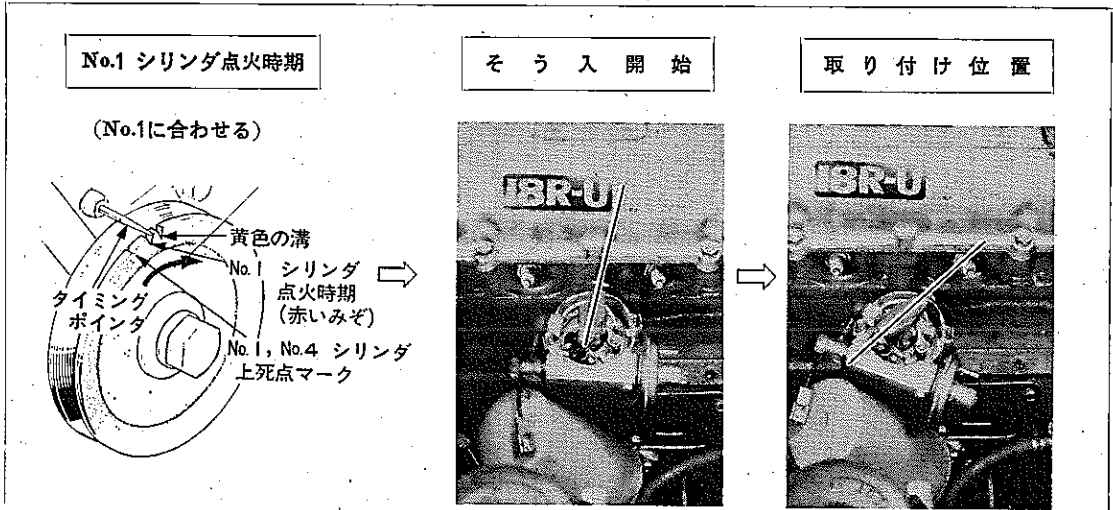 No.1 シリンダ点火時期
(No.1に合わせる)
黄色の溝
No.1 シリンダ
点火時期
(赤いみぞ)
タイミング
ポインタ
No.1, No.4 シリンダ
上死点マーク
そう入開始
18R-U
取り付け位置
18R-U